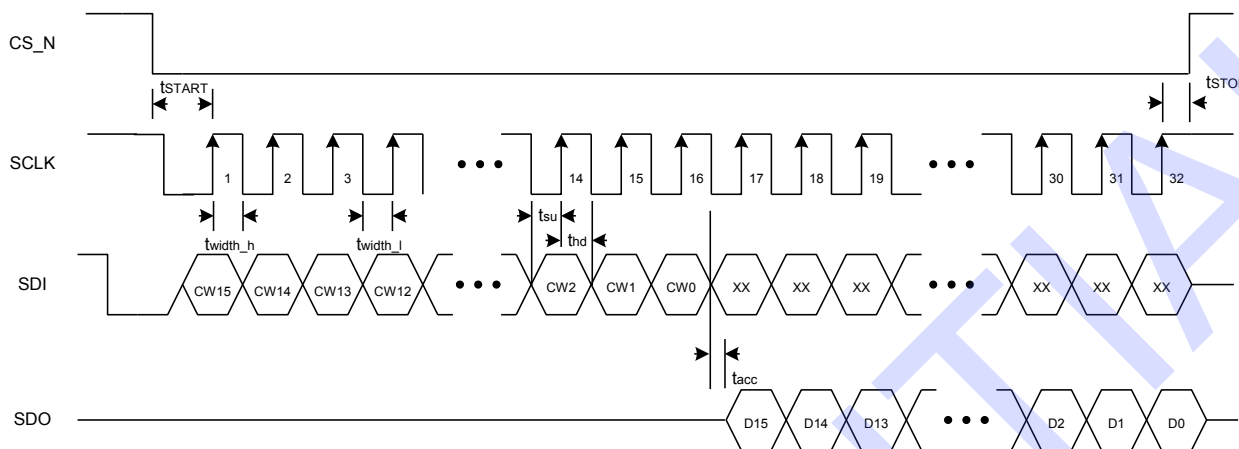 CS_N
tSTART
tSTO
SCLK
1 2 3 14 15 16 17 18 19 30 31 32
twidth_h twidth_l tsu thd
SDI
CW15 CW14 CW13 CW12 CW2 CW1 CW0 XX XX XX XX XX XX
tacc
SDO
D15 D14 D13 D2 D1 D0